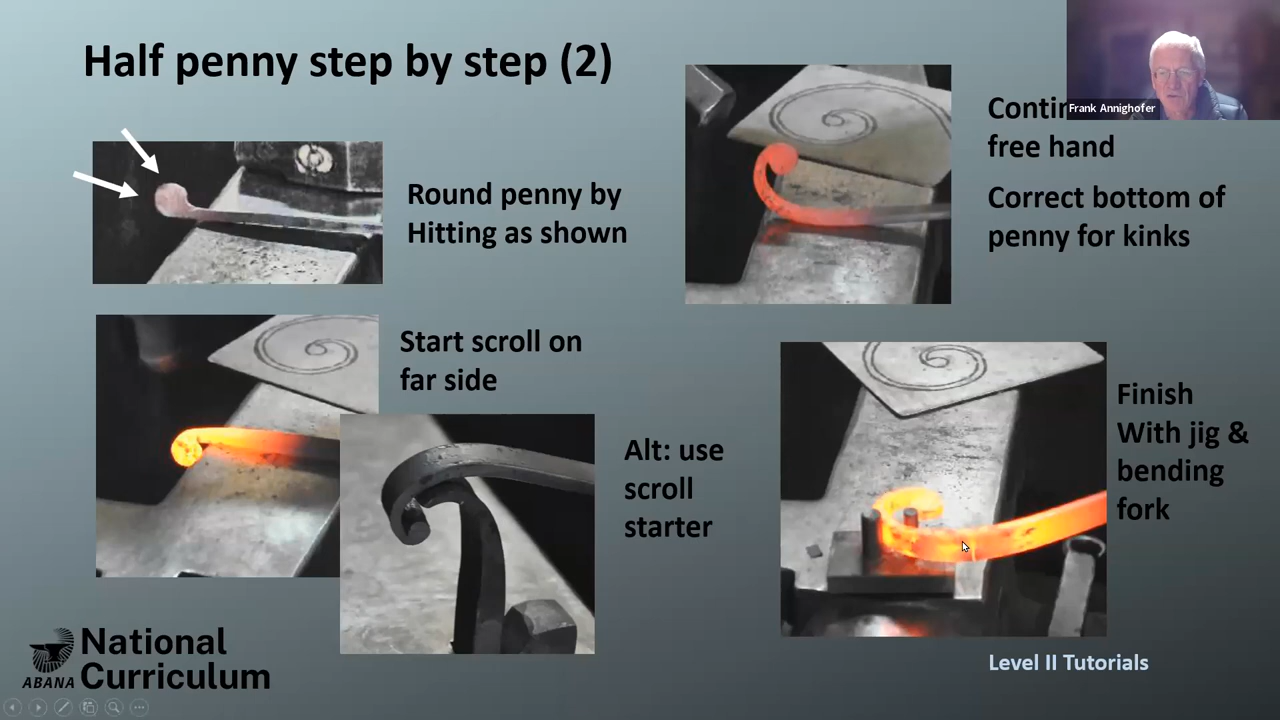 Half penny step by step (2)
Round penny by
Hitting as shown
Start scroll on
far side
Alt: use
scroll
starter
Frank Annighofer
free hand
Correct bottom of
penny for kinks
Finish
With jig &
bending
fork
ABANA
National
Curriculum
Level II Tutorials